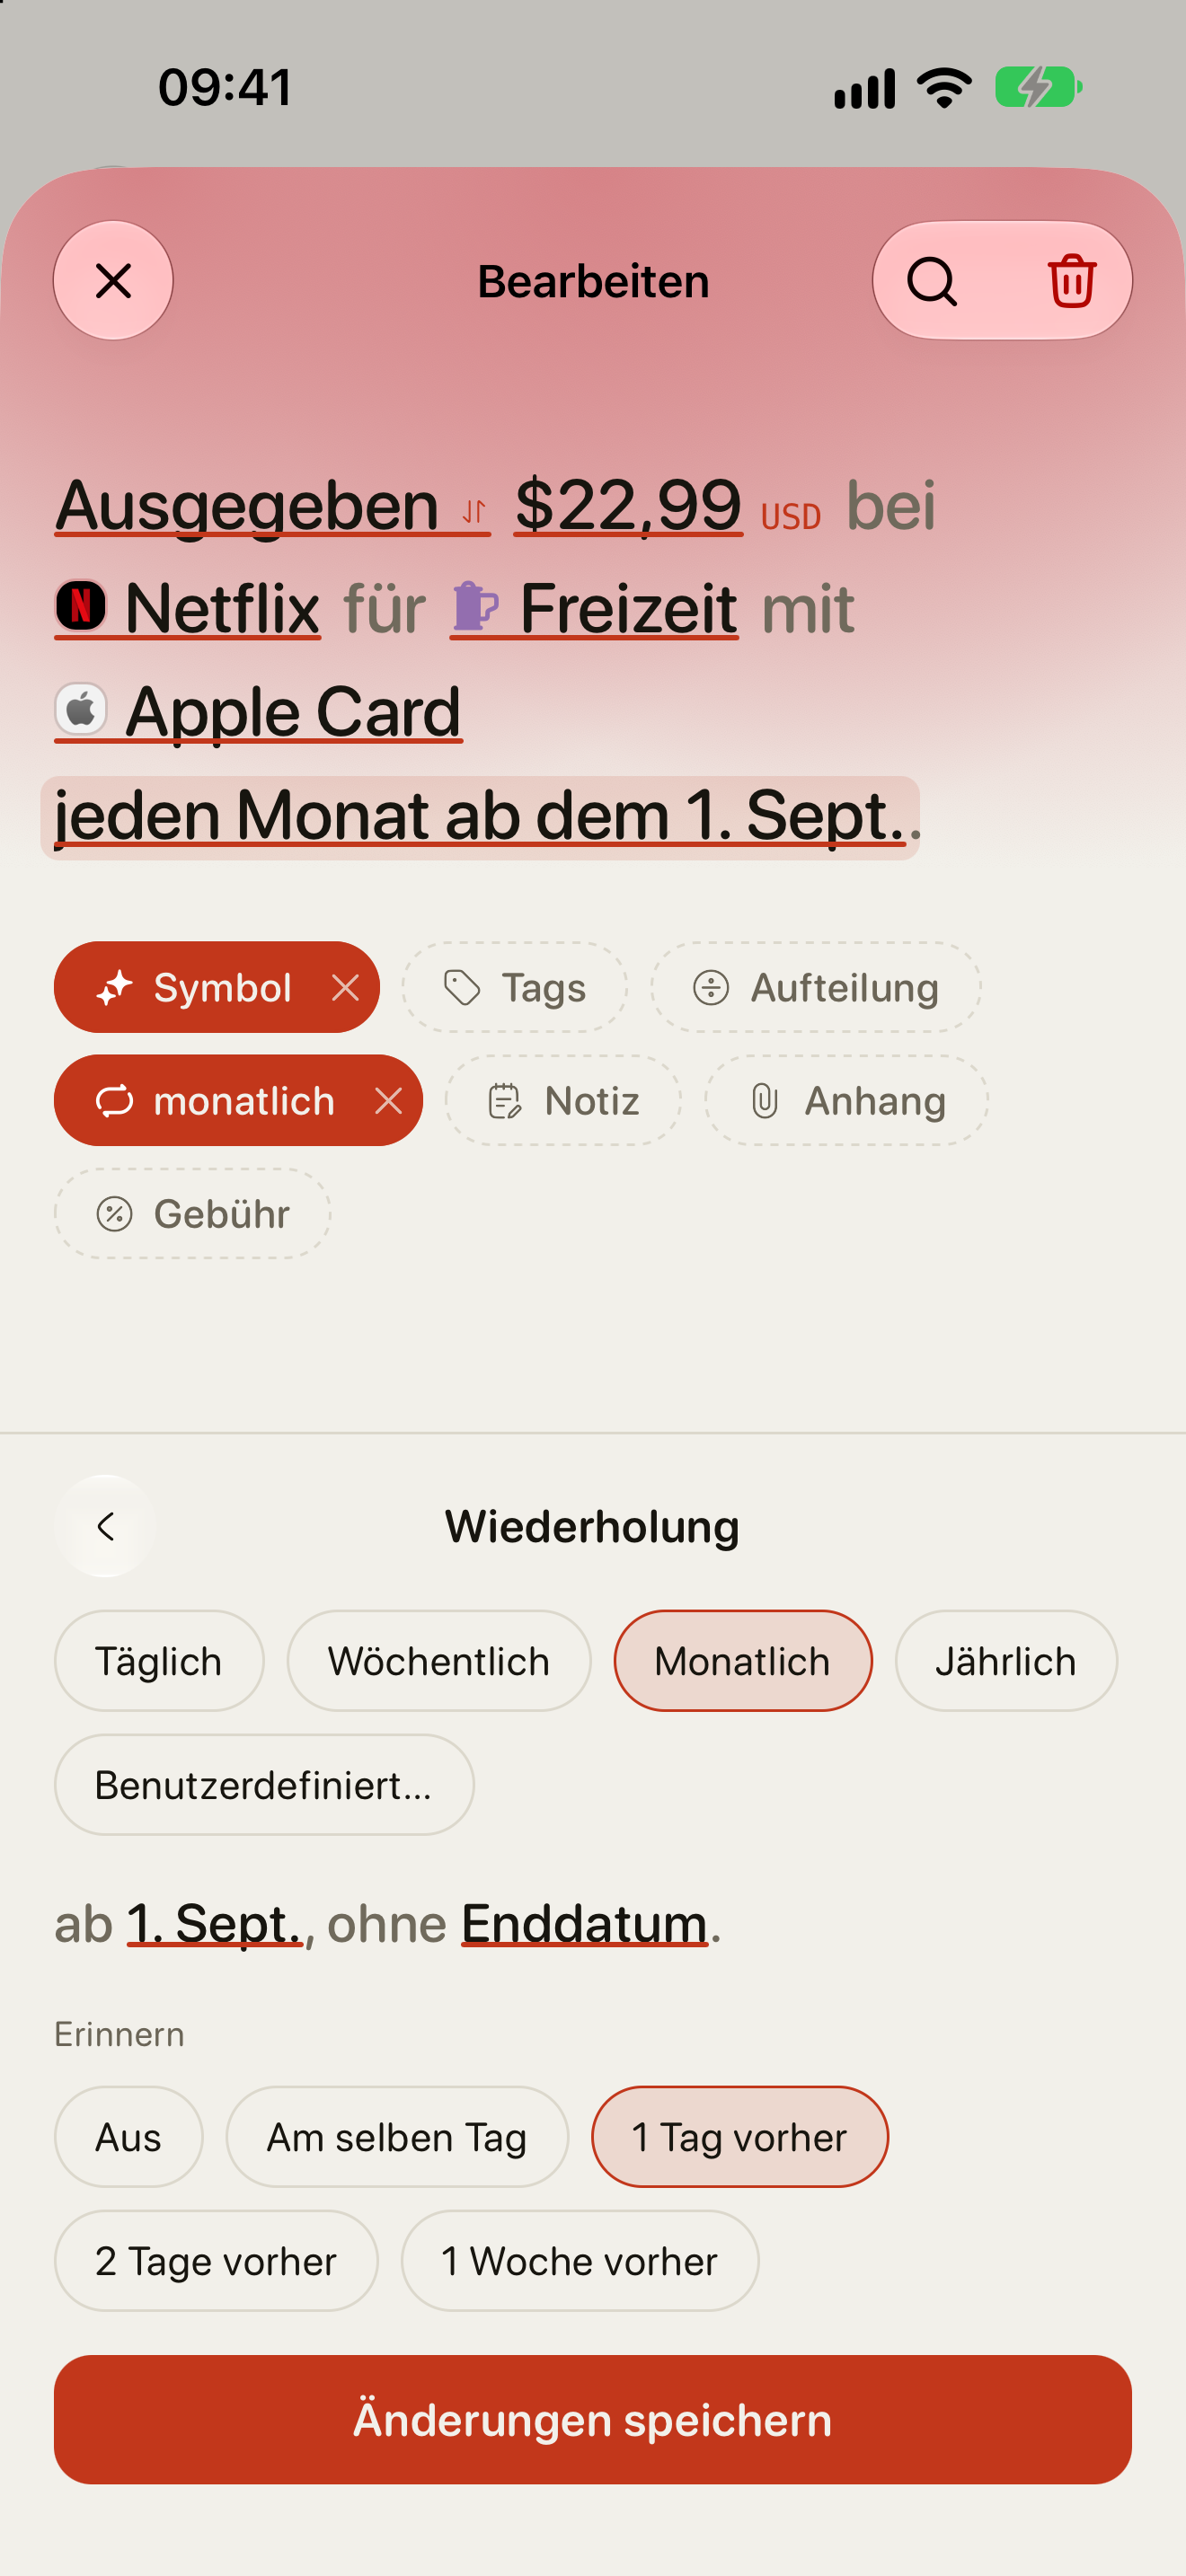 09:41
Bearbeiten
Ausgegeben $22,99 USD bei
N Netflix für Freizeit mit
Apple Card
jeden Monat ab dem 1. Sept..
Symbol Tags Aufteilung
monatlich Notiz Anhang
Gebühr
Wiederholung
Täglich Wöchentlich Monatlich Jährlich
Benutzerdefiniert...
ab 1. Sept., ohne Enddatum.
Erinnern
Aus Am selben Tag 1 Tag vorher
2 Tage vorher 1 Woche vorher
Änderungen speichern